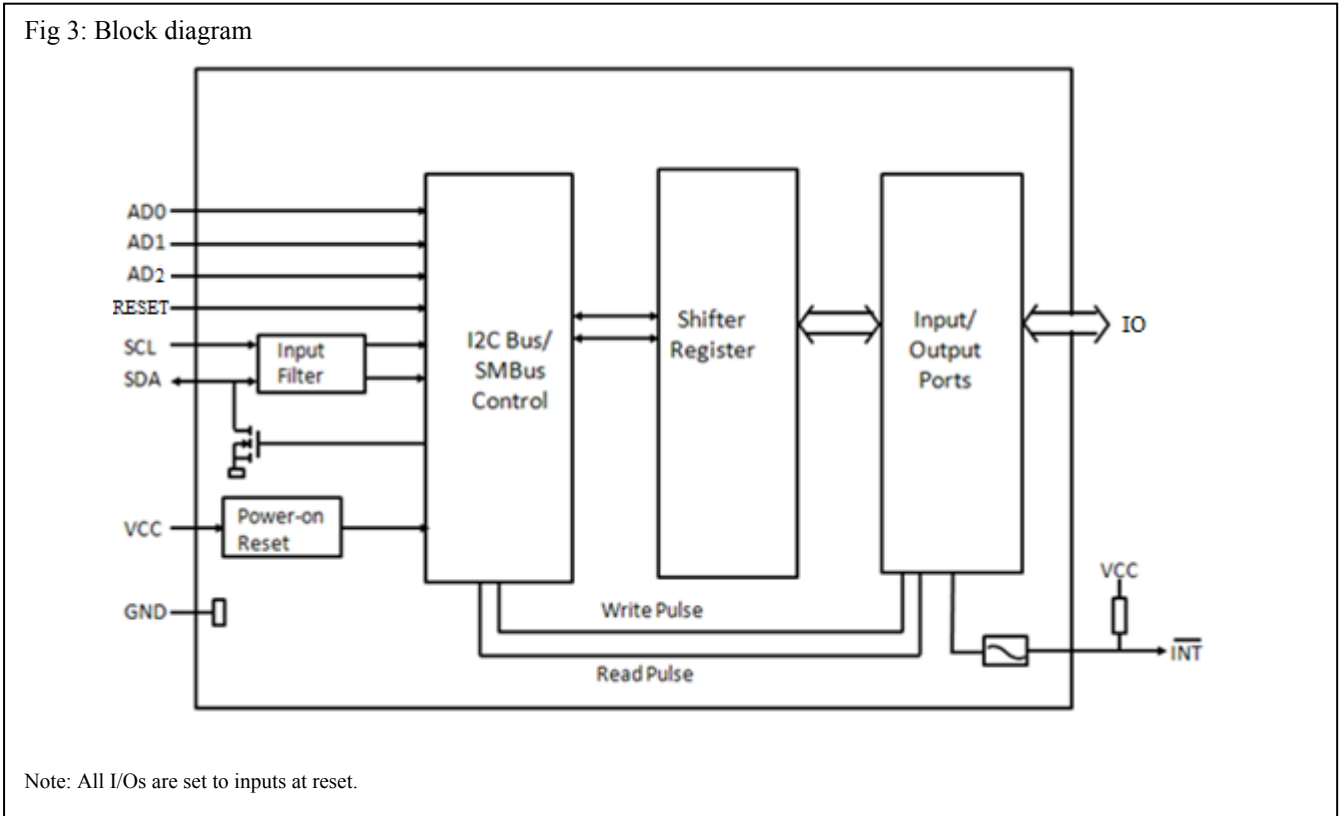 Fig 3: Block diagram
AD0
AD1
AD2
RESET
SCL
SDA
Input
Filter
I2C Bus/
SMBus
Control
Shifter
Register
Input/
Output
Ports
IO
VCC
Power-on
Reset
GND
Write Pulse
Read Pulse
VCC
INT
Note: All I/Os are set to inputs at reset.